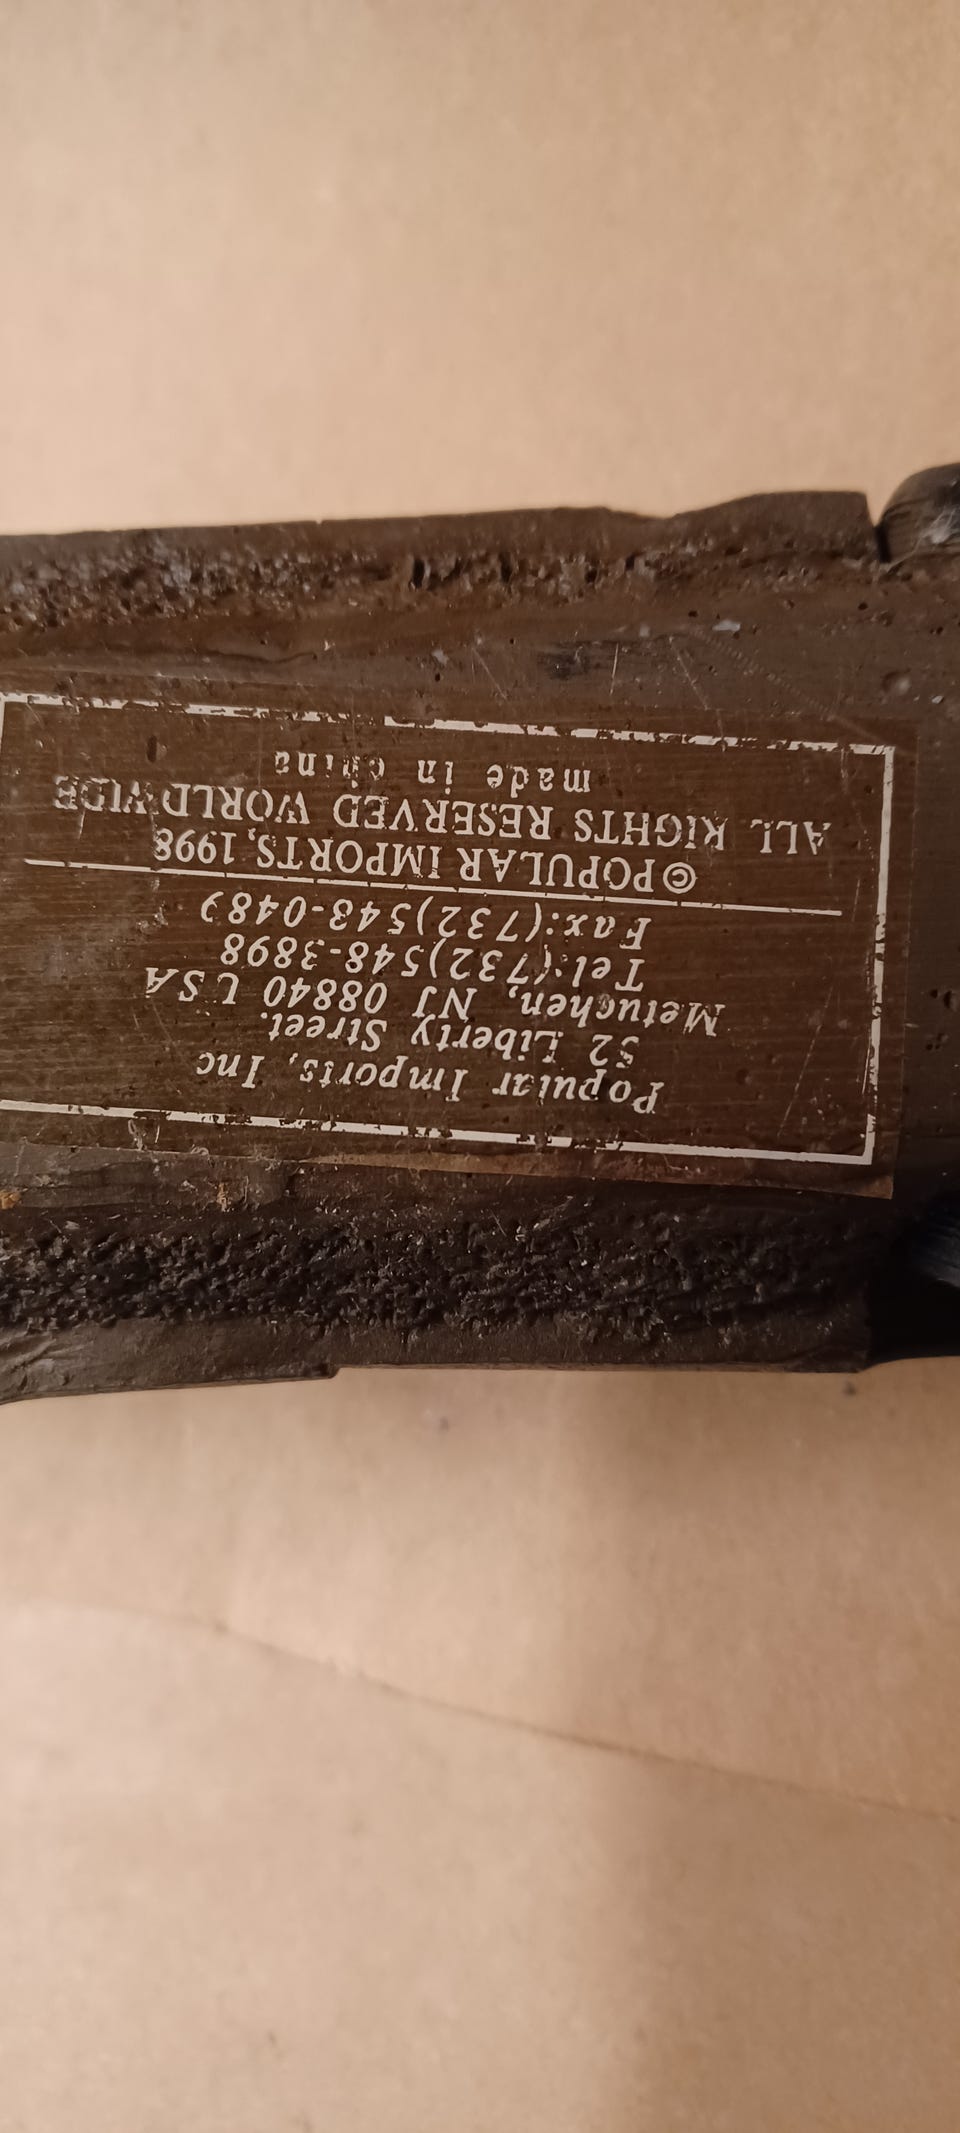 Popular Imports, Inc
52 Liberty Street.
Metuchen, NJ 08840 USA
Tel:(732)548-3898
Fax:(732)548-0489
©POPULAR IMPORTS, 1998
ALL RIGHTS RESERVED WORLDWIDE
made in china